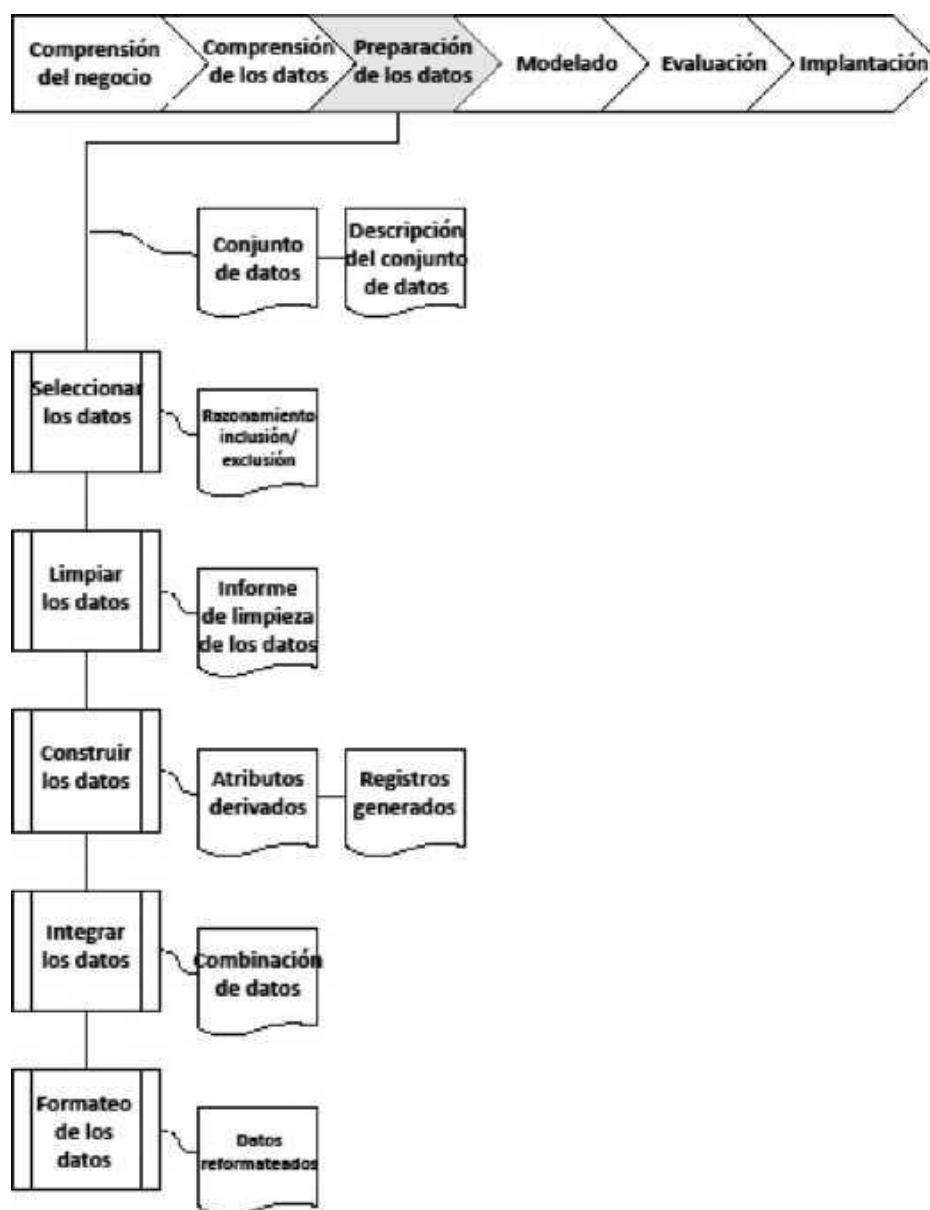 Comprensión
del negocio
Comprensión
de los datos
Preparación
de los datos
Modelado
Evaluación
Implantación
Conjunto
de datos
Descripción
del conjunto
de datos
Seleccionar
los datos
Razonamiento
inclusión/
exclusión
Limpiar
los datos
Informe
de limpieza
de los datos
Construir
los datos
Atributos
derivados
Registros
generados
Integrar
los datos
Combinación
de datos
Formateo
de los
datos
Datos
reformateados